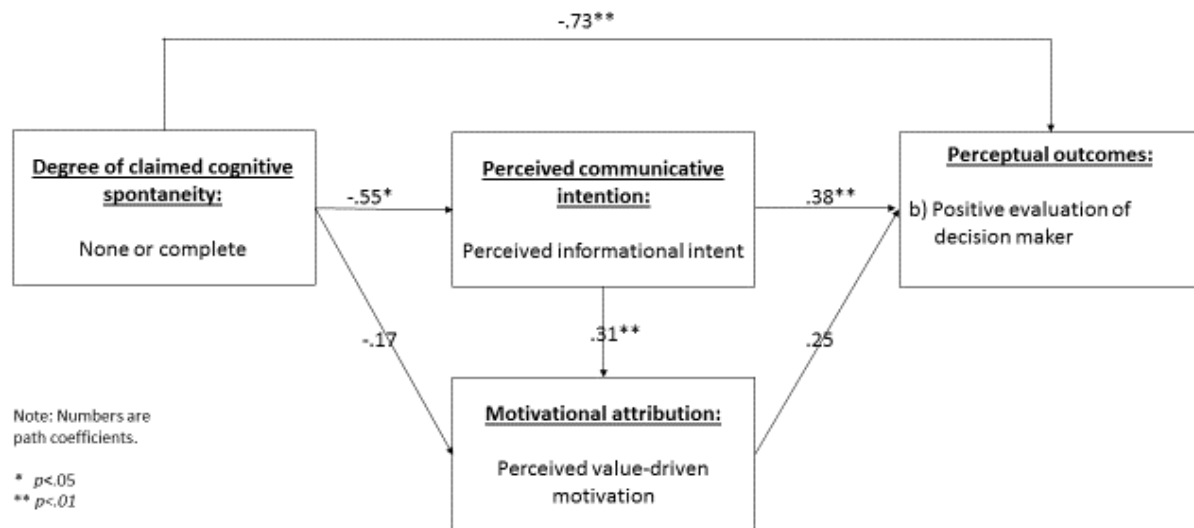 -.73**
Degree of claimed cognitive
spontaneity:
None or complete
-.55*
Perceived communicative
intention:
Perceived informational intent
.38**
Perceptual outcomes:
b) Positive evaluation of
decision maker
-.17
.31**
.25
Motivational attribution:
Perceived value-driven
motivation
Note: Numbers are
path coefficients.
* p<.05
** p<.01